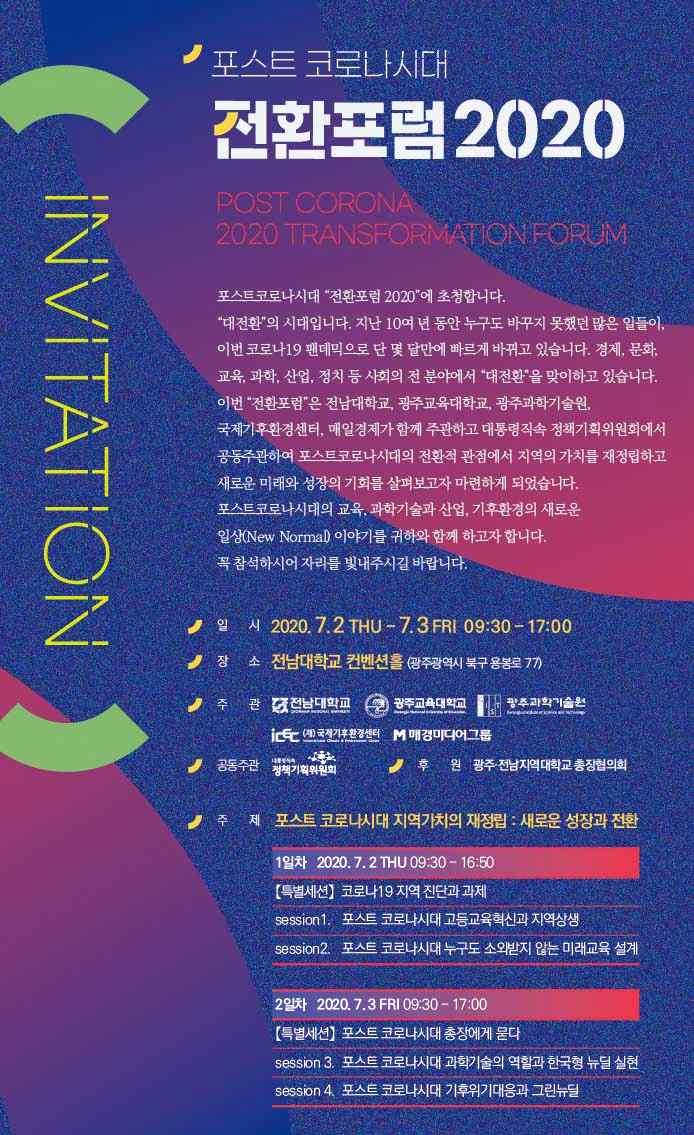 포스트 코로나시대
전환포럼 2020
POST CORONA
2020 TRANSFORMATION FORUM
INVITATION
포스트코로나시대 “전환포럼 2020”에 초청합니다.
“대전환”의 시대입니다. 지난 10여 년 동안 누구도 바꾸지 못했던 많은 일들이,
이번 코로나19 팬데믹으로 단 몇 달만에 빠르게 바뀌고 있습니다. 경제, 문화,
교육, 과학, 산업, 정치 등 사회의 전 분야에서 “대전환”을 맞이하고 있습니다.
이번 “전환포럼”은 전남대학교, 광주교육대학교, 광주과학기술원,
국제기후환경센터, 매일경제가 함께 주관하고 대통령직속 정책기획위원회에서
공동주관하여 포스트코로나시대의 전환적 관점에서 지역의 가치를 재정립하고
새로운 미래와 성장의 기회를 살펴보고자 마련하게 되었습니다.
포스트코로나시대의 교육, 과학기술과 산업, 기후환경의 새로운
일상(New Normal) 이야기를 귀하와 함께 하고자 합니다.
꼭 참석하시어 자리를 빛내주시길 바랍니다.
일 시 2020. 7. 2 THU – 7. 3 FRI 09:30 – 17:00
장 소 전남대학교 컨벤션홀 (광주광역시 북구 용봉로 77)
주 관 전남대학교 광주교육대학교 광주과학기술원
icec (재)국제기후환경센터 M 매경미디어그룹
공동주관 대통령직속 정책기획위원회 후 원 광주·전남지역대학교 총장협의회
주 제 포스트 코로나시대 지역가치의 재정립 : 새로운 성장과 전환
1일차 2020. 7. 2 THU 09:30 – 16:50
【특별세션】 코로나19 지역 진단과 과제
session1. 포스트 코로나시대 고등교육혁신과 지역상생
session2. 포스트 코로나시대 누구도 소외받지 않는 미래교육 설계
2일차 2020. 7. 3 FRI 09:30 – 17:00
【특별세션】 포스트 코로나시대 총장에게 묻다
session 3. 포스트 코로나시대 과학기술의 역할과 한국형 뉴딜 실현
session 4. 포스트 코로나시대 기후위기대응과 그린뉴딜